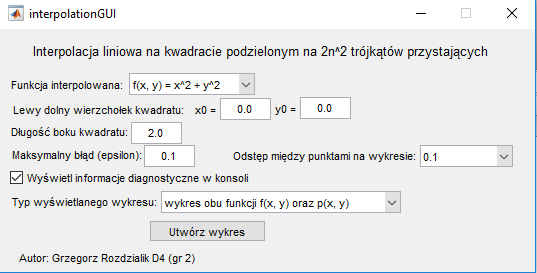 interpolationGUI
Interpolacja liniowa na kwadracie podzielonym na 2n^2 trójkątów przystających
Funkcja interpolowana: f(x, y) = x^2 + y^2
Lewy dolny wierzchołek kwadratu: x0 = 0.0 y0 = 0.0
Długość boku kwadratu: 2.0
Maksymalny błąd (epsilon): 0.1 Odstęp między punktami na wykresie: 0.1
Wyświetl informacje diagnostyczne w konsoli
Typ wyświetlanego wykresu: wykres obu funkcji f(x, y) oraz p(x, y)
Utwórz wykres
Autor: Grzegorz Rozdzialik D4 (gr 2)